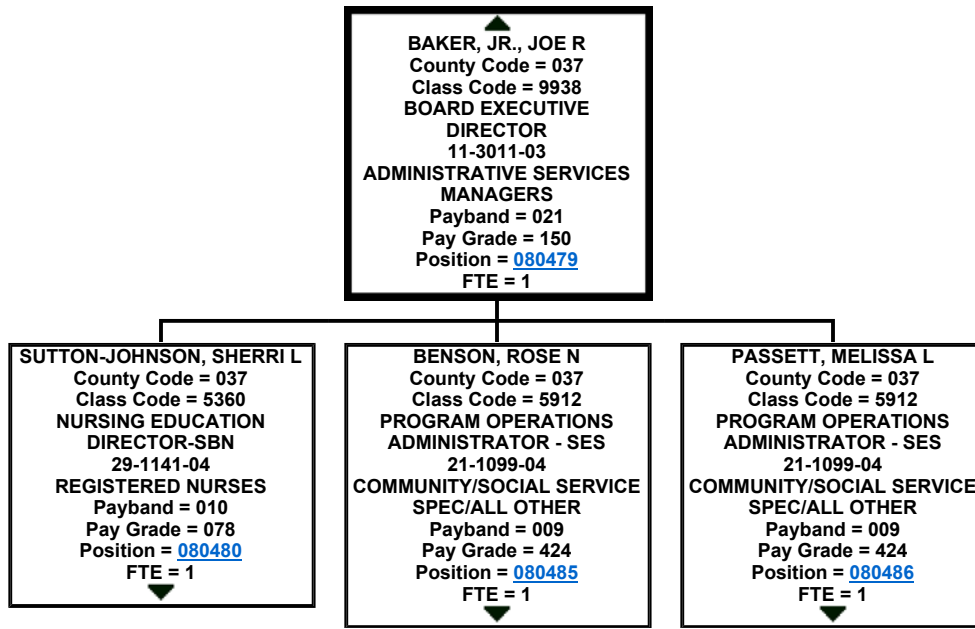 BAKER, JR., JOE R
County Code = 037
Class Code = 9938
BOARD EXECUTIVE
DIRECTOR
11-3011-03
ADMINISTRATIVE SERVICES
MANAGERS
Payband = 021
Pay Grade = 150
Position = 080479
FTE = 1
SUTTON-JOHNSON, SHERRI L
County Code = 037
Class Code = 5360
NURSING EDUCATION
DIRECTOR-SBN
29-1141-04
REGISTERED NURSES
Payband = 010
Pay Grade = 078
Position = 080480
FTE = 1
BENSON, ROSE N
County Code = 037
Class Code = 5912
PROGRAM OPERATIONS
ADMINISTRATOR - SES
21-1099-04
COMMUNITY/SOCIAL SERVICE
SPEC/ALL OTHER
Payband = 009
Pay Grade = 424
Position = 080485
FTE = 1
PASSETT, MELISSA L
County Code = 037
Class Code = 5912
PROGRAM OPERATIONS
ADMINISTRATOR - SES
21-1099-04
COMMUNITY/SOCIAL SERVICE
SPEC/ALL OTHER
Payband = 009
Pay Grade = 424
Position = 080486
FTE = 1